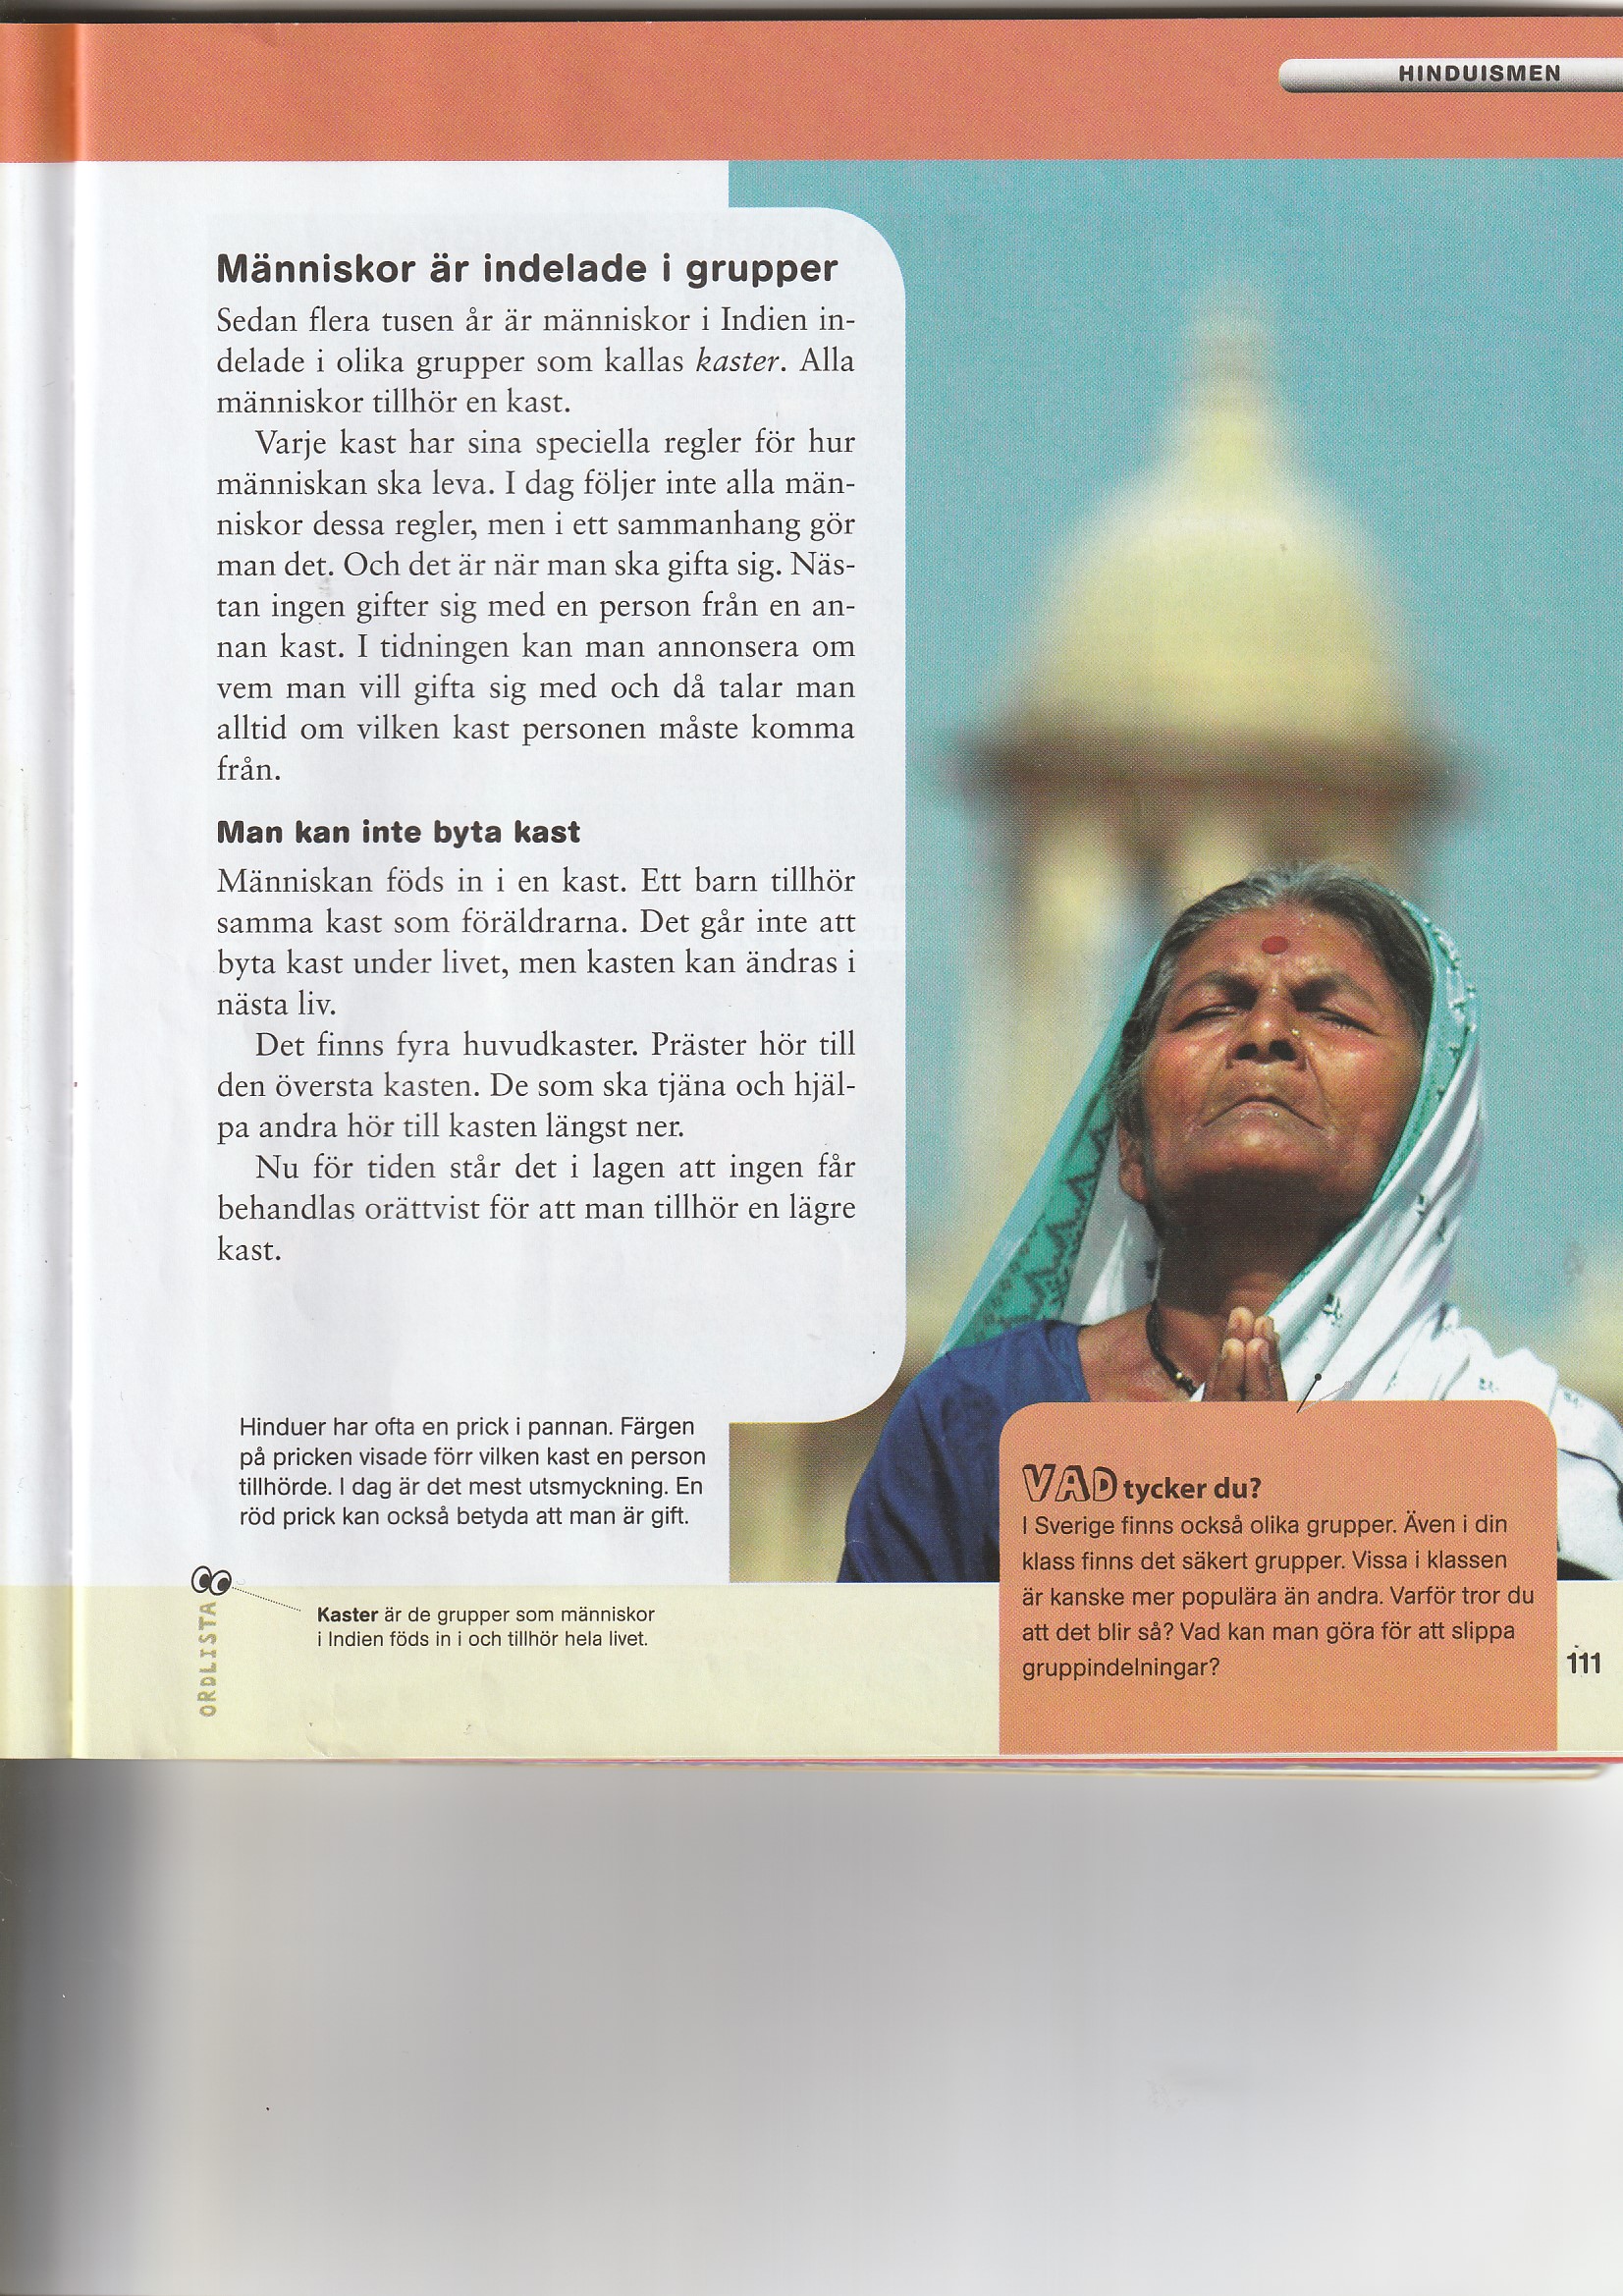 HINDUISMEN
Människor är indelade i grupper
Sedan flera tusen år är människor i Indien in-
delade i olika grupper som kallas kaster. Alla
människor tillhör en kast.
Varje kast har sina speciella regler för hur
människan ska leva. I dag följer inte alla män-
niskor dessa regler, men i ett sammanhang gör
man det. Och det är när man ska gifta sig. Näs-
tan ingen gifter sig med en person från en an-
nan kast. I tidningen kan man annonsera om
vem man vill gifta sig med och då talar man
alltid om vilken kast personen måste komma
från.
Man kan inte byta kast
Människan föds in i en kast. Ett barn tillhör
samma kast som föräldrarna. Det går inte att
byta kast under livet, men kasten kan ändras i
nästa liv.
Det finns fyra huvudkaster. Präster hör till
den översta kasten. De som ska tjäna och hjäl-
pa andra hör till kasten längst ner.
Nu för tiden står det i lagen att ingen får
behandlas orättvist för att man tillhör en lägre
kast.
Hinduer har ofta en prick i pannan. Färgen
på pricken visade förr vilken kast en person
tillhörde. I dag är det mest utsmyckning. En
röd prick kan också betyda att man är gift.
ORDLISTA
Kaster är de grupper som människor
i Indien föds in i och tillhör hela livet.
VAD tycker du?
I Sverige finns också olika grupper. Även i din
klass finns det säkert grupper. Vissa i klassen
är kanske mer populära än andra. Varför tror du
att det blir så? Vad kan man göra för att slippa
gruppindelningar?
111